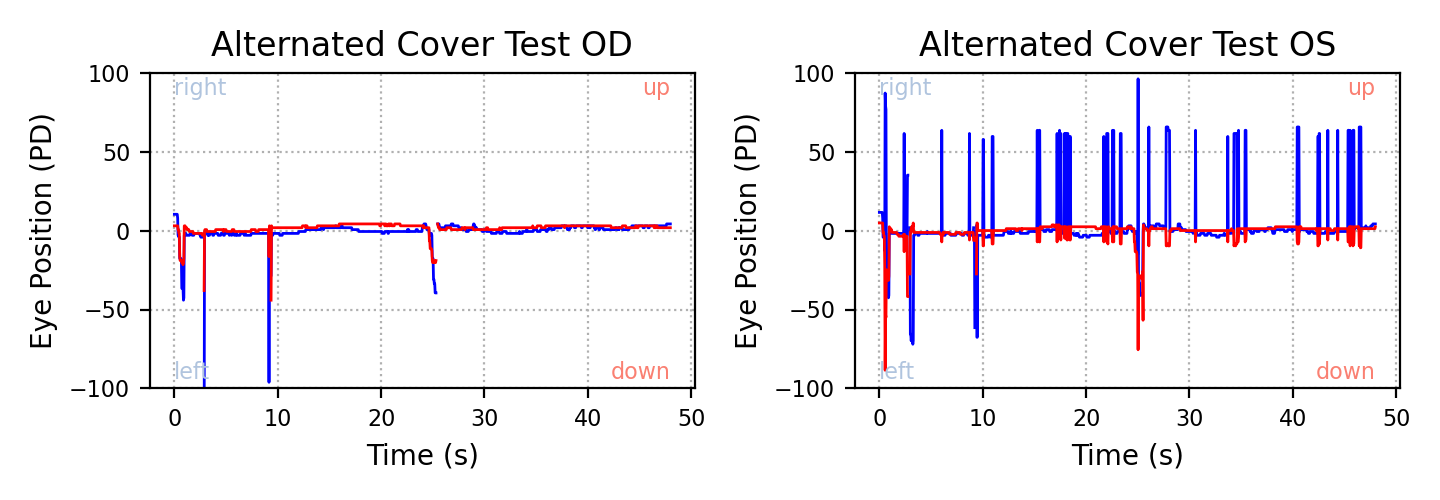 Alternated Cover Test OD
100
50
0
−50
−100
Eye Position (PD)
right
up
left
down
0
10
20
30
40
50
Time (s)
Alternated Cover Test OS
100
50
0
−50
−100
Eye Position (PD)
right
up
left
down
0
10
20
30
40
50
Time (s)